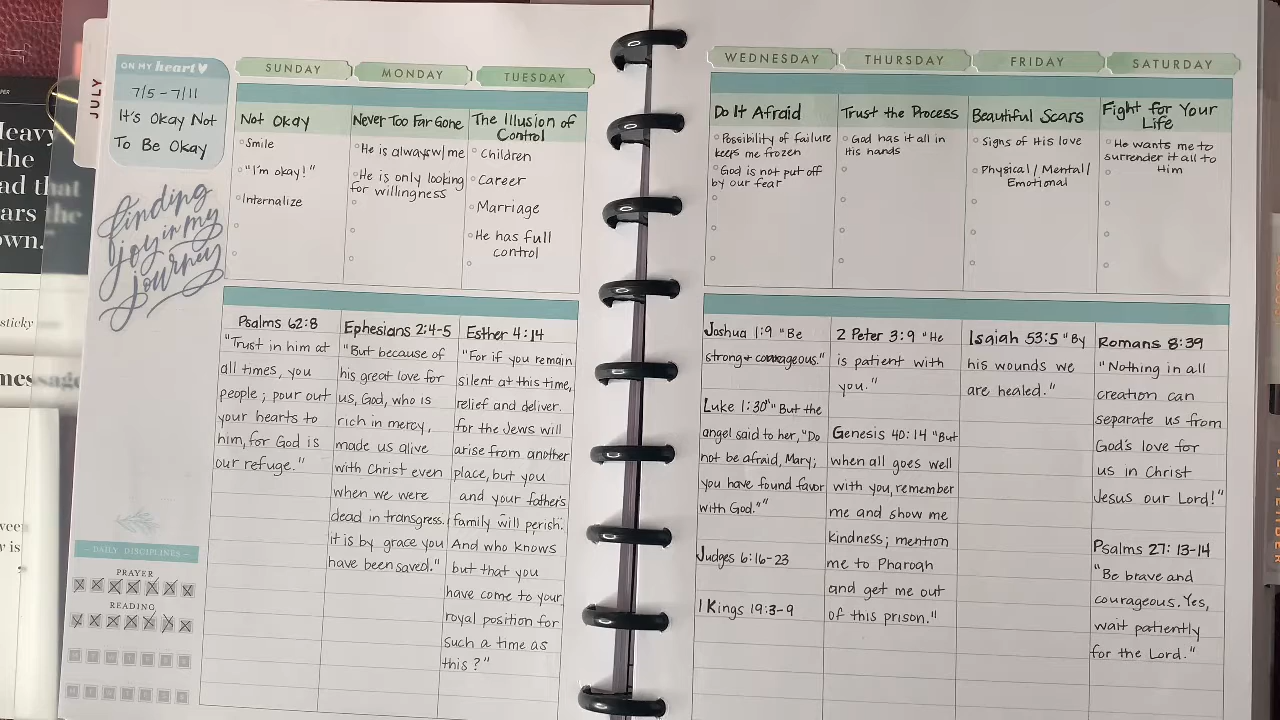 JULY
ON MY heart
7/5 - 7/11
It's Okay Not
To Be Okay
finding
joy in my
journey
DAILY DISCIPLINES
PRAYER
READING
SUNDAY
Not Okay
Smile
"I'm okay!"
Internalize
Psalms 62:8
"Trust in him at
all times, you
people; pour out
your hearts to
him, for God is
our refuge."
MONDAY
Never Too Far Gone
He is always w/ me
He is only looking
for willingness
Ephesians 2:4-5
"But because of
his great love for
us, God, who is
rich in mercy,
made us alive
with Christ even
when we were
dead in transgress.
it is by grace you
have been saved."
TUESDAY
The Illusion of
Control
Children
Career
Marriage
He has full
control
Esther 4:14
"For if you remain
silent at this time,
relief and deliver.
for the Jews will
arise from another
place, but you
and your father's
family will perish.
And who knows
but that you
have come to your
royal position for
such a time as
this?"
WEDNESDAY
Do It Afraid
Possibility of failure
keeps me frozen
God is not put off
by our fear
Joshua 1:9 "Be
strong + courageous."
Luke 1:30 "But the
angel said to her, "Do
not be afraid, Mary;
you have found favor
with God.""
Judges 6:16-23
1 Kings 19:3-9
THURSDAY
Trust the Process
God has it all in
His hands
2 Peter 3:9 "He
is patient with
you."
Genesis 40:14 "But
when all goes well
with you, remember
me and show me
kindness; mention
me to Pharoah
and get me out
of this prison."
FRIDAY
Beautiful Scars
Signs of His love
Physical / Mental /
Emotional
Isaiah 53:5 "By
his wounds we
are healed."
SATURDAY
Fight for Your
Life
He wants me to
surrender it all to
Him
Romans 8:39
"Nothing in all
creation can
separate us from
God's love for
us in Christ
Jesus our Lord!"
Psalms 27:13-14
"Be brave and
courageous. Yes,
wait patiently
for the Lord."